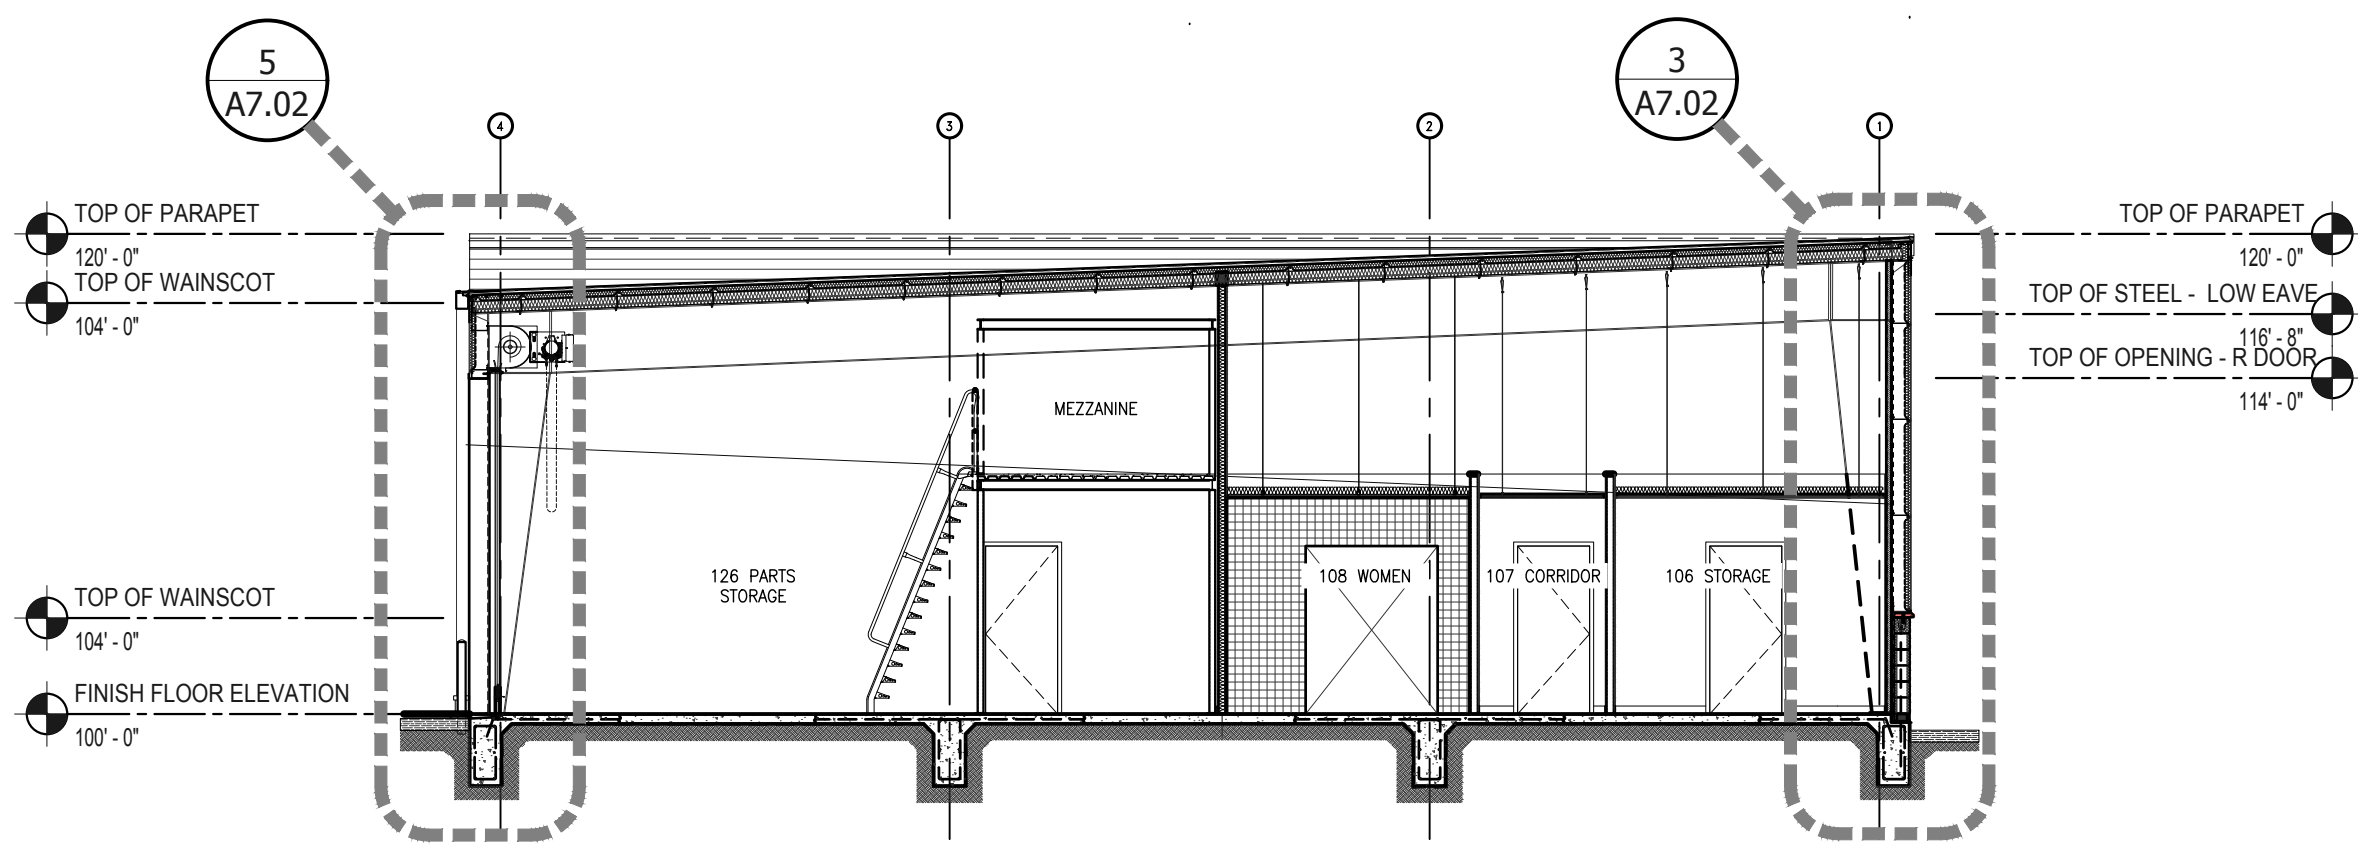 5
A7.02
3
A7.02
4
3
2
1
TOP OF PARAPET
120' - 0"
TOP OF WAINSCOT
104' - 0"
TOP OF PARAPET
120' - 0"
TOP OF STEEL - LOW EAVE
116' - 8"
TOP OF OPENING - R DOOR
114' - 0"
MEZZANINE
126 PARTS
STORAGE
108 WOMEN
107 CORRIDOR
106 STORAGE
TOP OF WAINSCOT
104' - 0"
FINISH FLOOR ELEVATION
100' - 0"